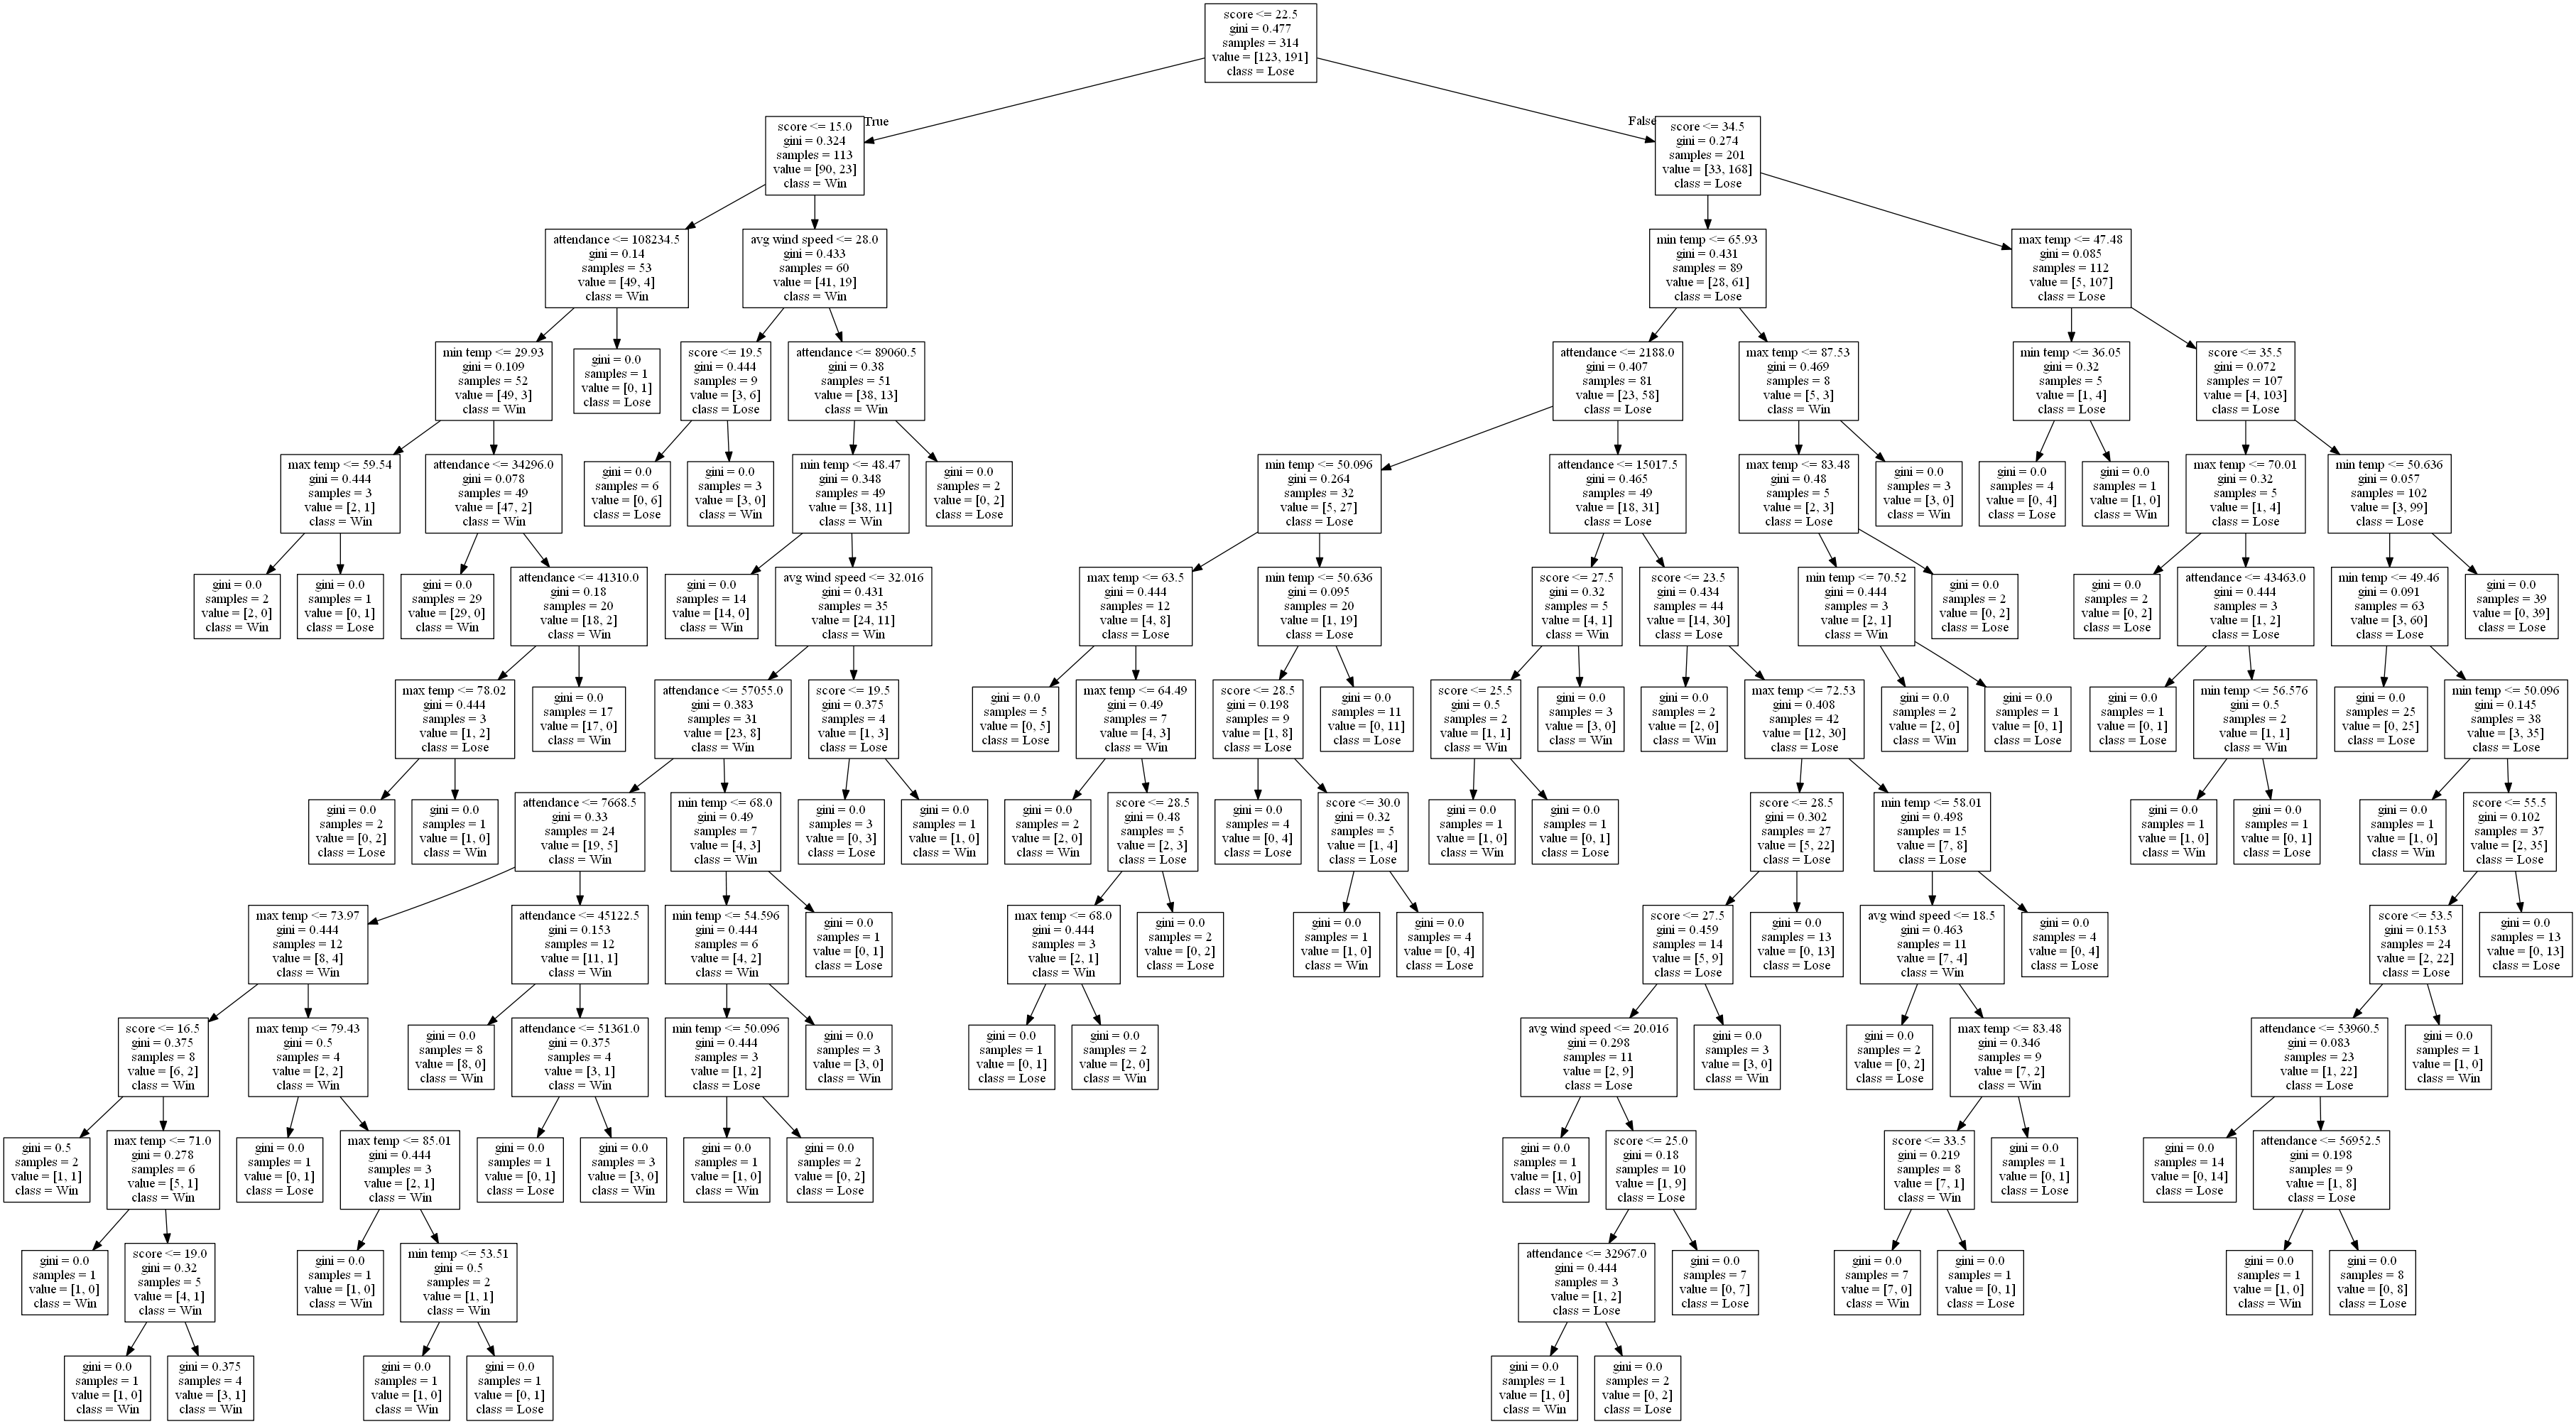 score <= 22.5
gini = 0.477
samples = 314
value = [123, 191]
class = Lose
True
False
score <= 15.0
gini = 0.324
samples = 113
value = [90, 23]
class = Win
score <= 34.5
gini = 0.274
samples = 201
value = [33, 168]
class = Lose
attendance <= 108234.5
gini = 0.14
samples = 53
value = [49, 4]
class = Win
avg wind speed <= 28.0
gini = 0.433
samples = 60
value = [41, 19]
class = Win
min temp <= 65.93
gini = 0.431
samples = 89
value = [28, 61]
class = Lose
max temp <= 47.48
gini = 0.085
samples = 112
value = [5, 107]
class = Lose
min temp <= 29.93
gini = 0.109
samples = 52
value = [49, 3]
class = Win
gini = 0.0
samples = 1
value = [0, 1]
class = Lose
score <= 19.5
gini = 0.444
samples = 9
value = [3, 6]
class = Lose
attendance <= 89060.5
gini = 0.38
samples = 51
value = [38, 13]
class = Win
attendance <= 2188.0
gini = 0.407
samples = 81
value = [23, 58]
class = Lose
max temp <= 87.53
gini = 0.469
samples = 8
value = [5, 3]
class = Win
min temp <= 36.05
gini = 0.32
samples = 5
value = [1, 4]
class = Lose
score <= 35.5
gini = 0.072
samples = 107
value = [4, 103]
class = Lose
max temp <= 59.54
gini = 0.444
samples = 3
value = [2, 1]
class = Win
attendance <= 34296.0
gini = 0.078
samples = 49
value = [47, 2]
class = Win
gini = 0.0
samples = 6
value = [0, 6]
class = Lose
gini = 0.0
samples = 3
value = [3, 0]
class = Win
min temp <= 48.47
gini = 0.348
samples = 49
value = [38, 11]
class = Win
gini = 0.0
samples = 2
value = [0, 2]
class = Lose
min temp <= 50.096
gini = 0.264
samples = 32
value = [5, 27]
class = Lose
attendance <= 15017.5
gini = 0.465
samples = 49
value = [18, 31]
class = Lose
max temp <= 83.48
gini = 0.48
samples = 5
value = [2, 3]
class = Lose
gini = 0.0
samples = 3
value = [3, 0]
class = Win
gini = 0.0
samples = 4
value = [0, 4]
class = Lose
gini = 0.0
samples = 1
value = [1, 0]
class = Win
max temp <= 70.01
gini = 0.32
samples = 5
value = [1, 4]
class = Lose
min temp <= 50.636
gini = 0.057
samples = 102
value = [3, 99]
class = Lose
gini = 0.0
samples = 2
value = [2, 0]
class = Win
gini = 0.0
samples = 1
value = [0, 1]
class = Lose
gini = 0.0
samples = 29
value = [29, 0]
class = Win
attendance <= 41310.0
gini = 0.18
samples = 20
value = [18, 2]
class = Win
gini = 0.0
samples = 14
value = [14, 0]
class = Win
avg wind speed <= 32.016
gini = 0.431
samples = 35
value = [24, 11]
class = Win
max temp <= 63.5
gini = 0.444
samples = 12
value = [4, 8]
class = Lose
min temp <= 50.636
gini = 0.095
samples = 20
value = [1, 19]
class = Lose
score <= 27.5
gini = 0.32
samples = 5
value = [4, 1]
class = Win
score <= 23.5
gini = 0.434
samples = 44
value = [14, 30]
class = Lose
min temp <= 70.52
gini = 0.444
samples = 3
value = [2, 1]
class = Win
gini = 0.0
samples = 2
value = [0, 2]
class = Lose
gini = 0.0
samples = 2
value = [0, 2]
class = Lose
attendance <= 43463.0
gini = 0.444
samples = 3
value = [1, 2]
class = Lose
min temp <= 49.46
gini = 0.091
samples = 63
value = [3, 60]
class = Lose
gini = 0.0
samples = 39
value = [0, 39]
class = Lose
max temp <= 78.02
gini = 0.444
samples = 3
value = [1, 2]
class = Lose
gini = 0.0
samples = 17
value = [17, 0]
class = Win
attendance <= 57055.0
gini = 0.383
samples = 31
value = [23, 8]
class = Win
score <= 19.5
gini = 0.375
samples = 4
value = [1, 3]
class = Lose
gini = 0.0
samples = 5
value = [0, 5]
class = Lose
max temp <= 64.49
gini = 0.49
samples = 7
value = [4, 3]
class = Win
score <= 28.5
gini = 0.198
samples = 9
value = [1, 8]
class = Lose
gini = 0.0
samples = 11
value = [0, 11]
class = Lose
score <= 25.5
gini = 0.5
samples = 2
value = [1, 1]
class = Win
gini = 0.0
samples = 3
value = [3, 0]
class = Win
gini = 0.0
samples = 2
value = [2, 0]
class = Win
max temp <= 72.53
gini = 0.408
samples = 42
value = [12, 30]
class = Lose
gini = 0.0
samples = 2
value = [2, 0]
class = Win
gini = 0.0
samples = 1
value = [0, 1]
class = Lose
gini = 0.0
samples = 1
value = [0, 1]
class = Lose
min temp <= 56.576
gini = 0.5
samples = 2
value = [1, 1]
class = Win
gini = 0.0
samples = 25
value = [0, 25]
class = Lose
min temp <= 50.096
gini = 0.145
samples = 38
value = [3, 35]
class = Lose
gini = 0.0
samples = 2
value = [0, 2]
class = Lose
gini = 0.0
samples = 1
value = [1, 0]
class = Win
attendance <= 7668.5
gini = 0.33
samples = 24
value = [19, 5]
class = Win
min temp <= 68.0
gini = 0.49
samples = 7
value = [4, 3]
class = Win
gini = 0.0
samples = 3
value = [0, 3]
class = Lose
gini = 0.0
samples = 1
value = [1, 0]
class = Win
gini = 0.0
samples = 2
value = [2, 0]
class = Win
score <= 28.5
gini = 0.48
samples = 5
value = [2, 3]
class = Lose
gini = 0.0
samples = 4
value = [0, 4]
class = Lose
score <= 30.0
gini = 0.32
samples = 5
value = [1, 4]
class = Lose
gini = 0.0
samples = 1
value = [1, 0]
class = Win
gini = 0.0
samples = 1
value = [0, 1]
class = Lose
score <= 28.5
gini = 0.302
samples = 27
value = [5, 22]
class = Lose
min temp <= 58.01
gini = 0.498
samples = 15
value = [7, 8]
class = Lose
gini = 0.0
samples = 1
value = [1, 0]
class = Win
gini = 0.0
samples = 1
value = [0, 1]
class = Lose
gini = 0.0
samples = 1
value = [1, 0]
class = Win
score <= 55.5
gini = 0.102
samples = 37
value = [2, 35]
class = Lose
max temp <= 73.97
gini = 0.444
samples = 12
value = [8, 4]
class = Win
attendance <= 45122.5
gini = 0.153
samples = 12
value = [11, 1]
class = Win
min temp <= 54.596
gini = 0.444
samples = 6
value = [4, 2]
class = Win
gini = 0.0
samples = 1
value = [0, 1]
class = Lose
max temp <= 68.0
gini = 0.444
samples = 3
value = [2, 1]
class = Win
gini = 0.0
samples = 2
value = [0, 2]
class = Lose
gini = 0.0
samples = 1
value = [1, 0]
class = Win
gini = 0.0
samples = 4
value = [0, 4]
class = Lose
score <= 27.5
gini = 0.459
samples = 14
value = [5, 9]
class = Lose
gini = 0.0
samples = 13
value = [0, 13]
class = Lose
avg wind speed <= 18.5
gini = 0.463
samples = 11
value = [7, 4]
class = Win
gini = 0.0
samples = 4
value = [0, 4]
class = Lose
score <= 53.5
gini = 0.153
samples = 24
value = [2, 22]
class = Lose
gini = 0.0
samples = 13
value = [0, 13]
class = Lose
score <= 16.5
gini = 0.375
samples = 8
value = [6, 2]
class = Win
max temp <= 79.43
gini = 0.5
samples = 4
value = [2, 2]
class = Win
gini = 0.0
samples = 8
value = [8, 0]
class = Win
attendance <= 51361.0
gini = 0.375
samples = 4
value = [3, 1]
class = Win
min temp <= 50.096
gini = 0.444
samples = 3
value = [1, 2]
class = Lose
gini = 0.0
samples = 3
value = [3, 0]
class = Win
gini = 0.0
samples = 1
value = [0, 1]
class = Lose
gini = 0.0
samples = 2
value = [2, 0]
class = Win
avg wind speed <= 20.016
gini = 0.298
samples = 11
value = [2, 9]
class = Lose
gini = 0.0
samples = 3
value = [3, 0]
class = Win
gini = 0.0
samples = 2
value = [0, 2]
class = Lose
max temp <= 83.48
gini = 0.346
samples = 9
value = [7, 2]
class = Win
attendance <= 53960.5
gini = 0.083
samples = 23
value = [1, 22]
class = Lose
gini = 0.0
samples = 1
value = [1, 0]
class = Win
gini = 0.5
samples = 2
value = [1, 1]
class = Win
max temp <= 71.0
gini = 0.278
samples = 6
value = [5, 1]
class = Win
gini = 0.0
samples = 1
value = [0, 1]
class = Lose
max temp <= 85.01
gini = 0.444
samples = 3
value = [2, 1]
class = Win
gini = 0.0
samples = 1
value = [0, 1]
class = Lose
gini = 0.0
samples = 3
value = [3, 0]
class = Win
gini = 0.0
samples = 1
value = [1, 0]
class = Win
gini = 0.0
samples = 2
value = [0, 2]
class = Lose
gini = 0.0
samples = 1
value = [1, 0]
class = Win
score <= 25.0
gini = 0.18
samples = 10
value = [1, 9]
class = Lose
score <= 33.5
gini = 0.219
samples = 8
value = [7, 1]
class = Win
gini = 0.0
samples = 1
value = [0, 1]
class = Lose
gini = 0.0
samples = 14
value = [0, 14]
class = Lose
attendance <= 56952.5
gini = 0.198
samples = 9
value = [1, 8]
class = Lose
gini = 0.0
samples = 1
value = [1, 0]
class = Win
score <= 19.0
gini = 0.32
samples = 5
value = [4, 1]
class = Win
gini = 0.0
samples = 1
value = [1, 0]
class = Win
min temp <= 53.51
gini = 0.5
samples = 2
value = [1, 1]
class = Win
attendance <= 32967.0
gini = 0.444
samples = 3
value = [1, 2]
class = Lose
gini = 0.0
samples = 7
value = [0, 7]
class = Lose
gini = 0.0
samples = 7
value = [7, 0]
class = Win
gini = 0.0
samples = 1
value = [0, 1]
class = Lose
gini = 0.0
samples = 1
value = [1, 0]
class = Win
gini = 0.0
samples = 8
value = [0, 8]
class = Lose
gini = 0.0
samples = 1
value = [1, 0]
class = Win
gini = 0.375
samples = 4
value = [3, 1]
class = Win
gini = 0.0
samples = 1
value = [1, 0]
class = Win
gini = 0.0
samples = 1
value = [0, 1]
class = Lose
gini = 0.0
samples = 1
value = [1, 0]
class = Win
gini = 0.0
samples = 2
value = [0, 2]
class = Lose